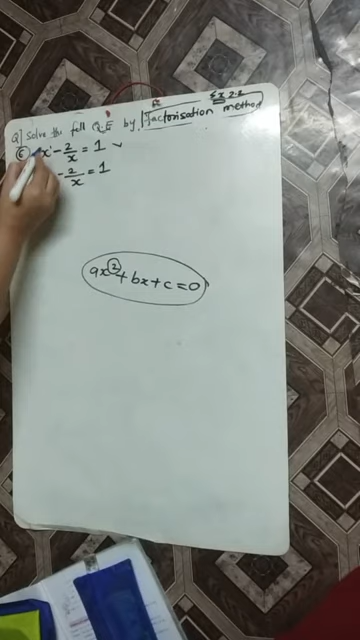 Ex 2.2
Q] Solve the foll Q.E by Factorisation method
x - 2/x = 1
- 2/x = 1
ax² + bx + c = 0